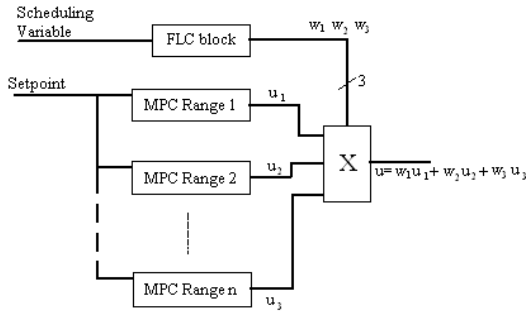 Scheduling
Variable
FLC block
w₁ w₂ w₃
3
Setpoint
MPC Range 1
u₁
MPC Range 2
u₂
X
u= w₁u₁+ w₂u₂+ w₃ u₃
MPC Range n
u₃